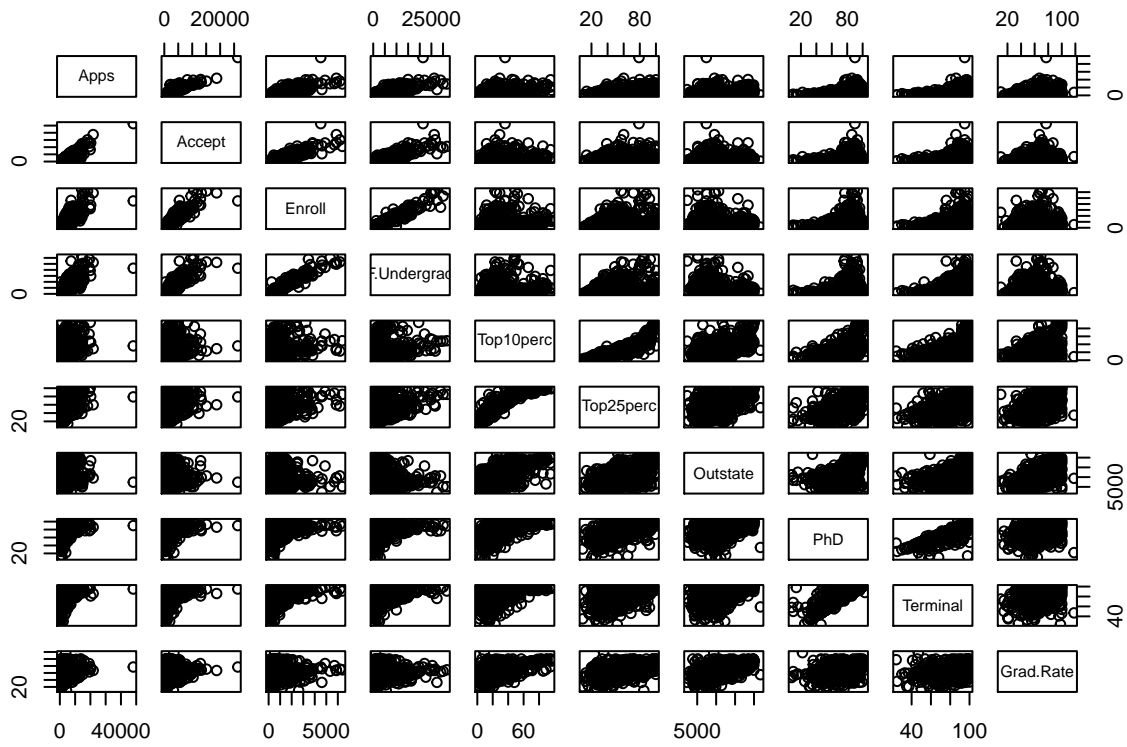 0 20000 0 25000 20 80 20 80 20 100
Apps
0
Accept
0
Enroll
0
F.Undergrad
0
Top10perc
0
Top25perc
20
Outstate
5000
PhD
20
Terminal
40
Grad.Rate
20
0 40000 0 5000 0 60 5000 40 100